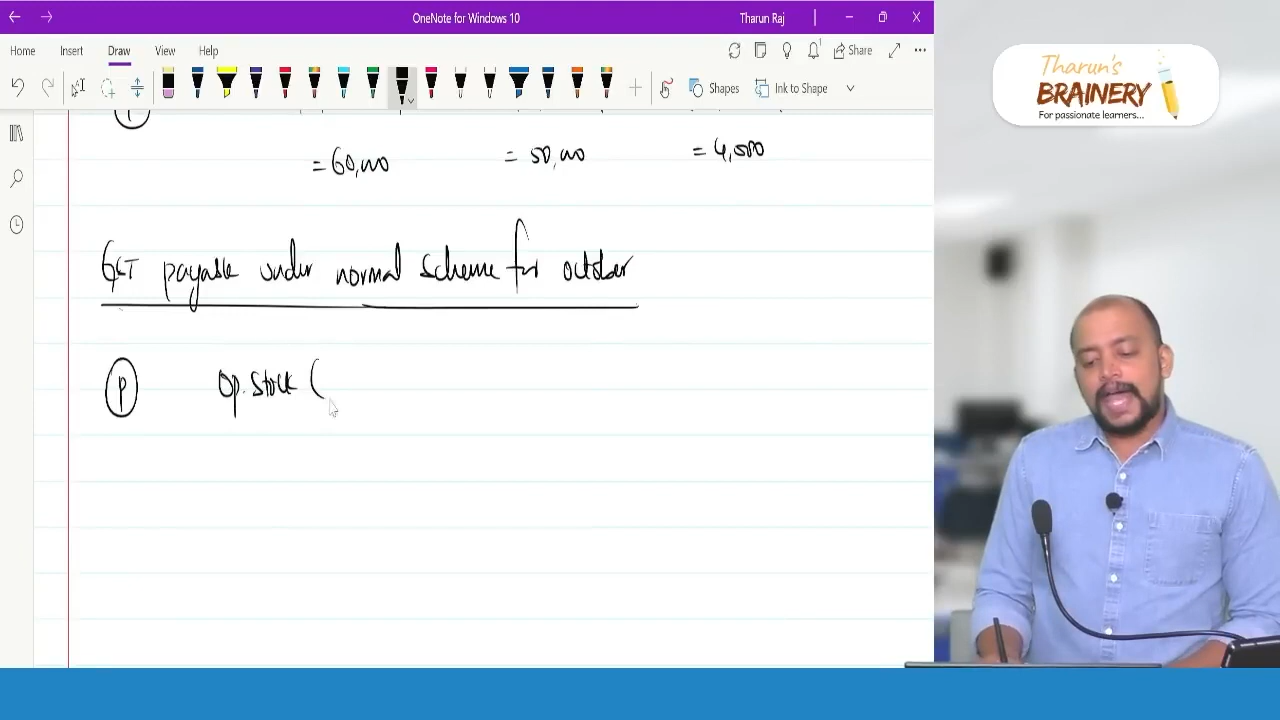 OneNote for Windows 10
Tharun Raj
Home Insert Draw View Help
Share
Shapes
Ink to Shape
Tharun's
BRAINERY
For passionate learners...
= 60,000 = 50,000 = 4,500
GST payable under normal scheme for october
P Op. Stock (